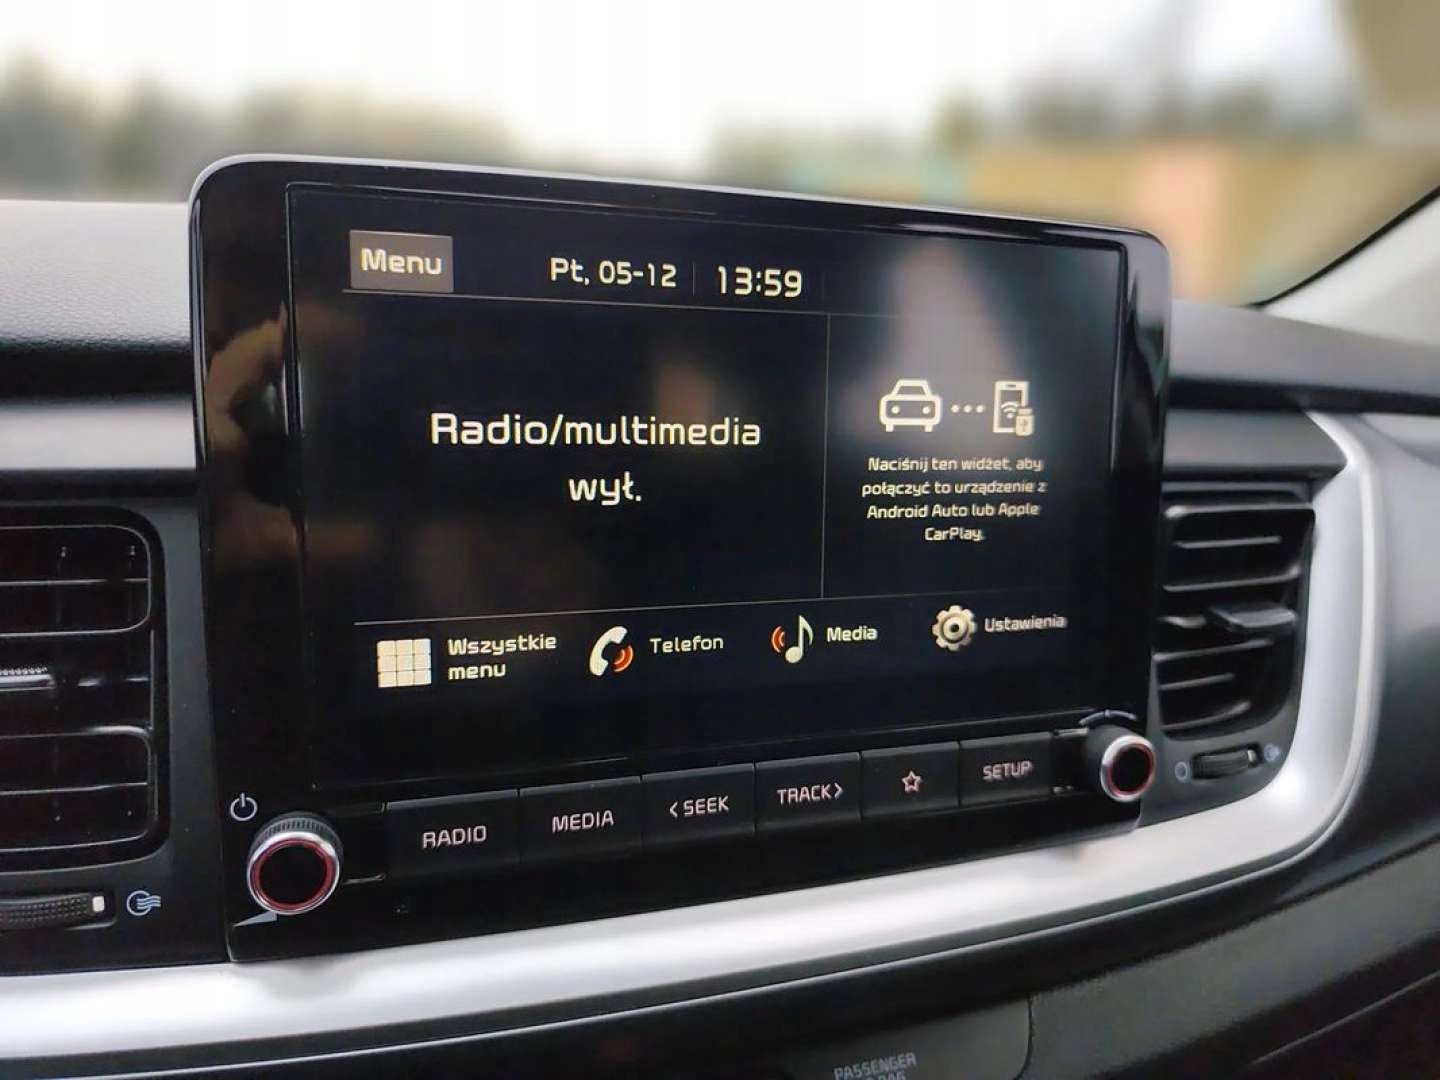 Menu
Pt, 05-12 13:59
Radio/multimedia
wył.
Naciśnij ten widżet, aby
połączyć to urządzenie z
Android Auto lub Apple
CarPlay.
Wszystkie
menu
Telefon
Media
Ustawienia
RADIO
MEDIA
< SEEK
TRACK >
SETUP
PASSENGER